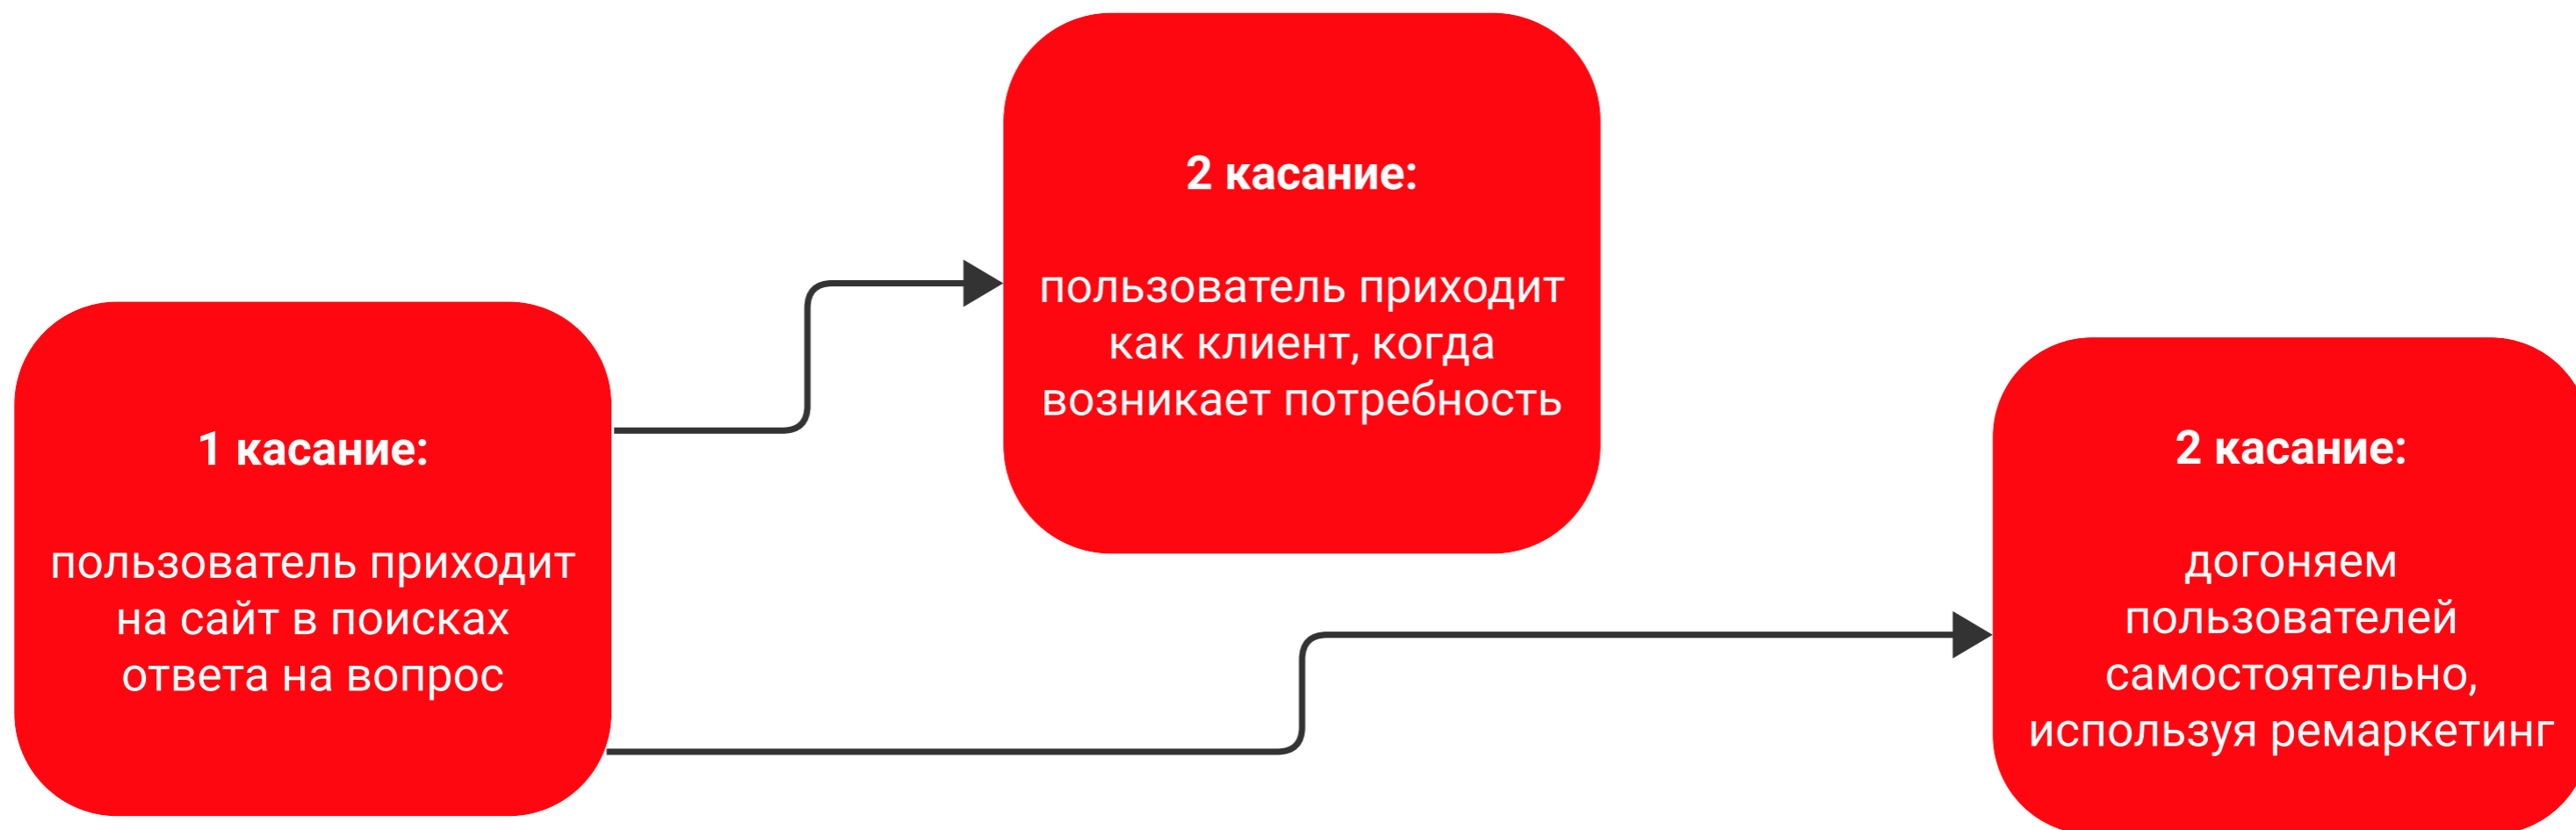 1 касание:
пользователь приходит
на сайт в поисках
ответа на вопрос
2 касание:
пользователь приходит
как клиент, когда
возникает потребность
2 касание:
догоняем
пользователей
самостоятельно,
используя ремаркетинг